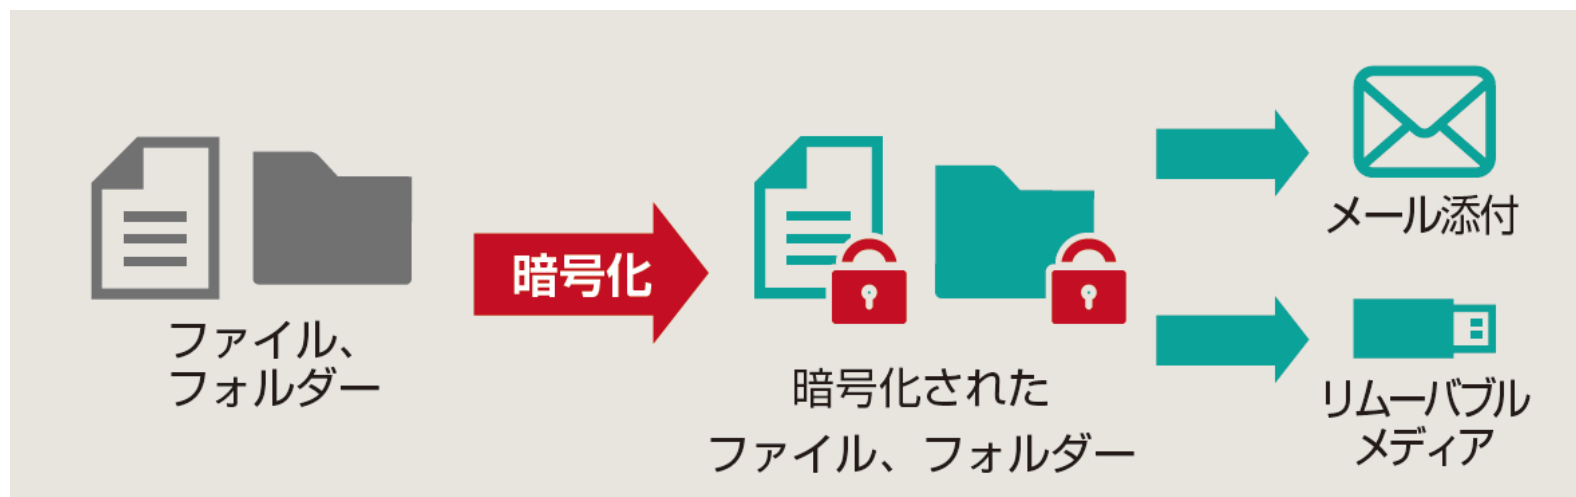 ファイル、
フォルダー
暗号化
暗号化された
ファイル、フォルダー
メール添付
リムーバブル
メディア